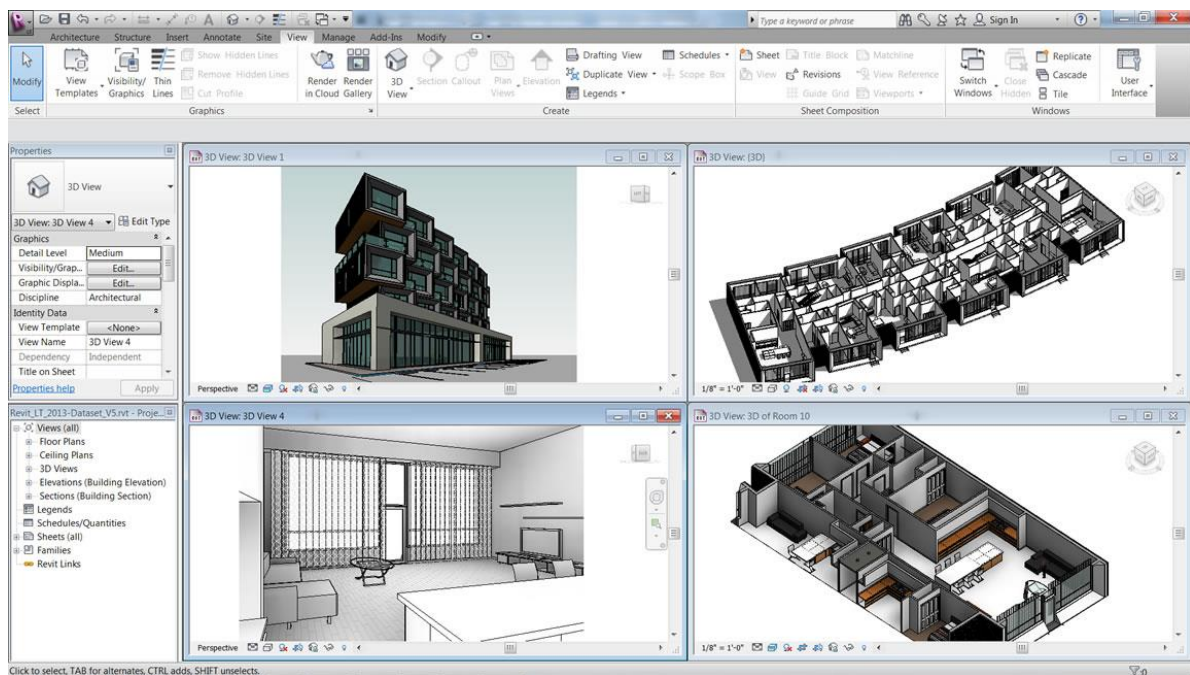 Type a keyword or phrase
Sign In
Architecture Structure Insert Annotate Site View Manage Add-Ins Modify
Modify
View Templates
Visibility/ Graphics
Thin Lines
Show Hidden Lines
Remove Hidden Lines
Cut Profile
Render in Cloud
Render Gallery
3D View
Section
Callout
Plan Views
Elevation
Drafting View
Duplicate View
Legends
Schedules
Scope Box
Sheet
Title Block
Matchline
View
Revisions
View Reference
Guide Grid
Viewports
Switch Windows
Close Hidden
Replicate
Cascade
Tile
User Interface
Select Graphics Create Sheet Composition Windows
Properties
3D View
3D View: 3D View 4 Edit Type
Graphics
Detail Level Medium
Visibility/Grap... Edit...
Graphic Displa... Edit...
Discipline Architectural
Identity Data
View Template <None>
View Name 3D View 4
Dependency Independent
Title on Sheet
Properties help Apply
Revit_LT_2013-Dataset_V5.rvt - Proje...
Views (all)
Floor Plans
Ceiling Plans
3D Views
Elevations (Building Elevation)
Sections (Building Section)
Legends
Schedules/Quantities
Sheets (all)
Families
Revit Links
3D View: 3D View 1
Perspective
3D View: {3D}
1/8" = 1'-0"
3D View: 3D View 4
Perspective
3D View: 3D of Room 10
1/8" = 1'-0"
Click to select, TAB for alternates, CTRL adds, SHIFT unselects.
:0